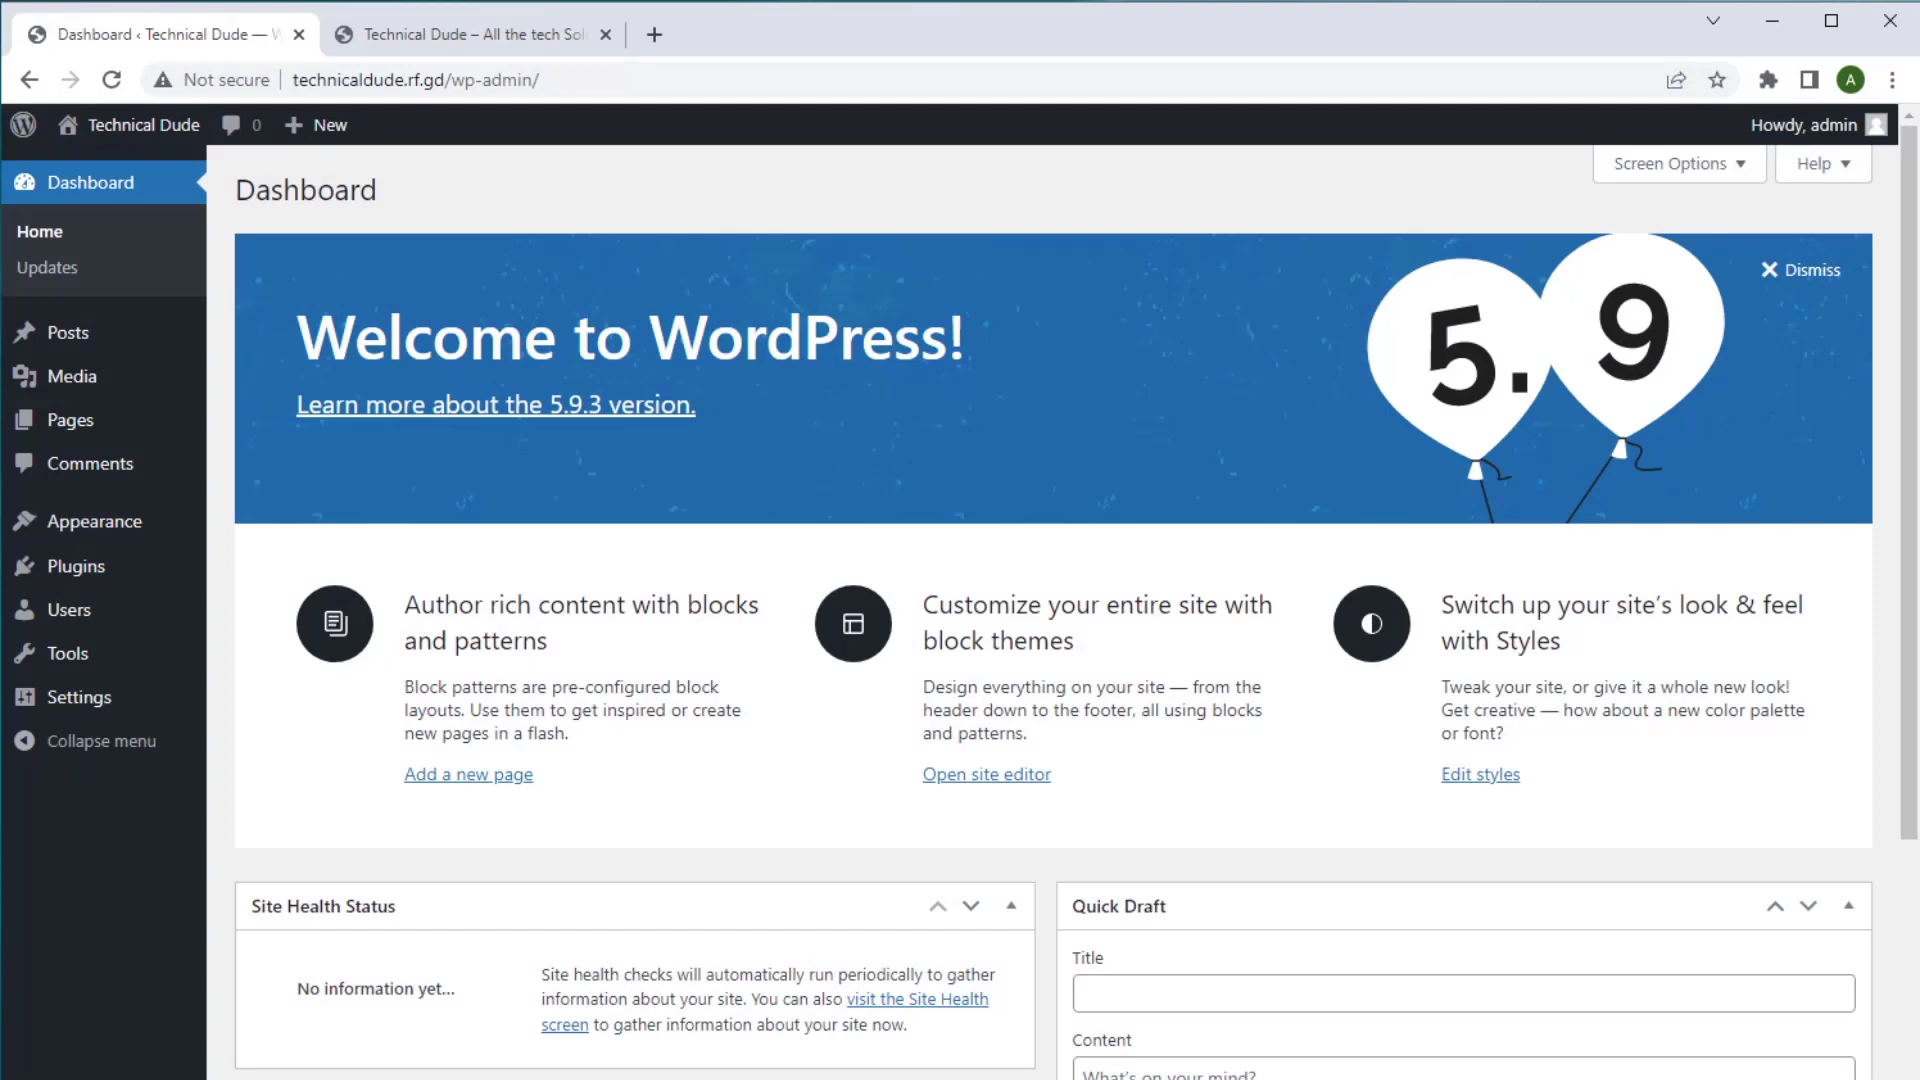 Dashboard ‹ Technical Dude —
Technical Dude – All the tech Sol
Not secure
technicaldude.rf.gd/wp-admin/
A
Technical Dude
0
New
Howdy, admin
Screen Options
Help
Dashboard
Home
Updates
Posts
Media
Pages
Comments
Appearance
Plugins
Users
Tools
Settings
Collapse menu
Dashboard
Dismiss
Welcome to WordPress!
Learn more about the 5.9.3 version.
5.9
Author rich content with blocks
and patterns
Block patterns are pre-configured block
layouts. Use them to get inspired or create
new pages in a flash.
Add a new page
Customize your entire site with
block themes
Design everything on your site — from the
header down to the footer, all using blocks
and patterns.
Open site editor
Switch up your site’s look & feel
with Styles
Tweak your site, or give it a whole new look!
Get creative — how about a new color palette
or font?
Edit styles
Site Health Status
No information yet...
Site health checks will automatically run periodically to gather
information about your site. You can also visit the Site Health
screen to gather information about your site now.
Quick Draft
Title
Content
What’s on your mind?